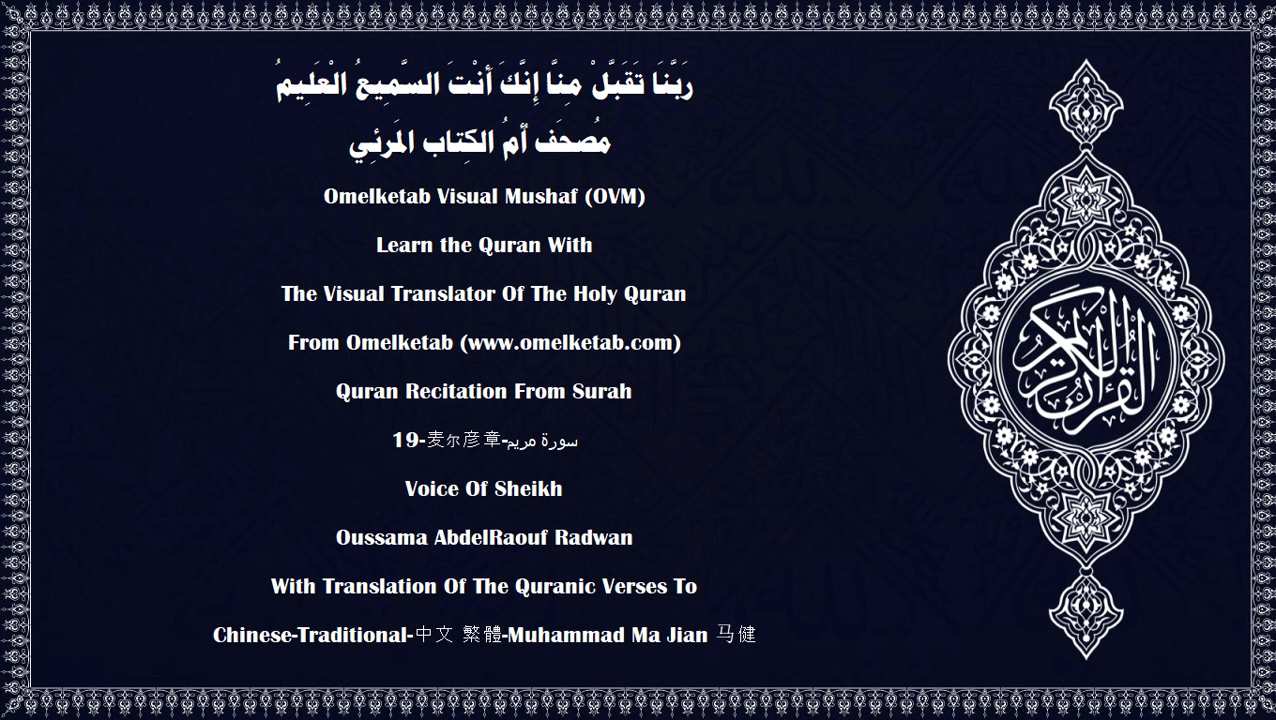 رَبَّنَا تَقَبَّلْ مِنَّا إِنَّكَ أَنْتَ السَّمِيعُ الْعَلِيمُ
مُصحَف أمُ الكِتاب المَرئِي
Omelketab Visual Mushaf (OVM)
Learn the Quran With
The Visual Translator Of The Holy Quran
From Omelketab (www.omelketab.com)
Quran Recitation From Surah
19-麦尔彦章-سورة مريم
Voice Of Sheikh
Oussama AbdelRaouf Radwan
With Translation Of The Quranic Verses To
Chinese-Traditional-中文 繁體-Muhammad Ma Jian 马健
القرآن الكريم